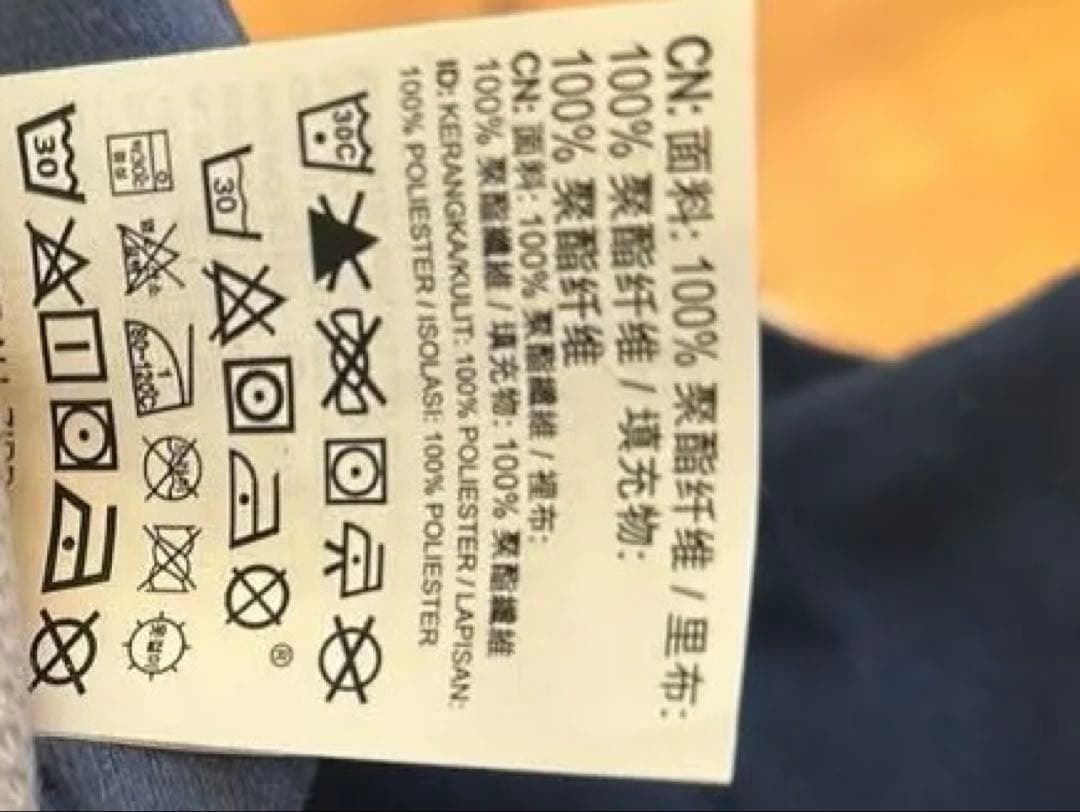 CN: 面料: 100% 聚酯纤维 / 里布:
100% 聚酯纤维 / 填充物:
100% 聚酯纤维
CN: 面料: 100% 聚酯纖維 / 裡布:
100% 聚酯纖維 / 填充物: 100% 聚酯纖維
ID: KERANGKA/KULIT: 100% POLIESTER / LAPISAN:
100% POLIESTER / ISOLASI: 100% POLIESTER
30C
30
®
80-120C
30